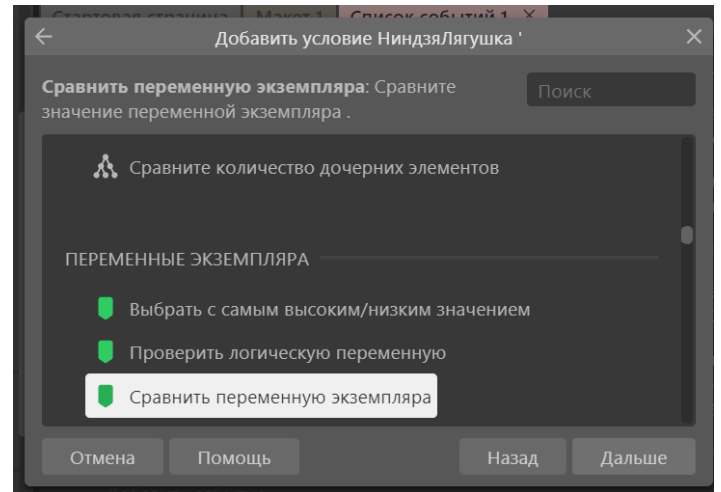 Стартовая страница Макет 1 Список событий 1
Добавить условие НиндзяЛягушка '
Сравнить переменную экземпляра: Сравните
значение переменной экземпляра .
Поиск
Сравните количество дочерних элементов
ПЕРЕМЕННЫЕ ЭКЗЕМПЛЯРА
Выбрать с самым высоким/низким значением
Проверить логическую переменную
Сравнить переменную экземпляра
Отмена Помощь Назад Дальше